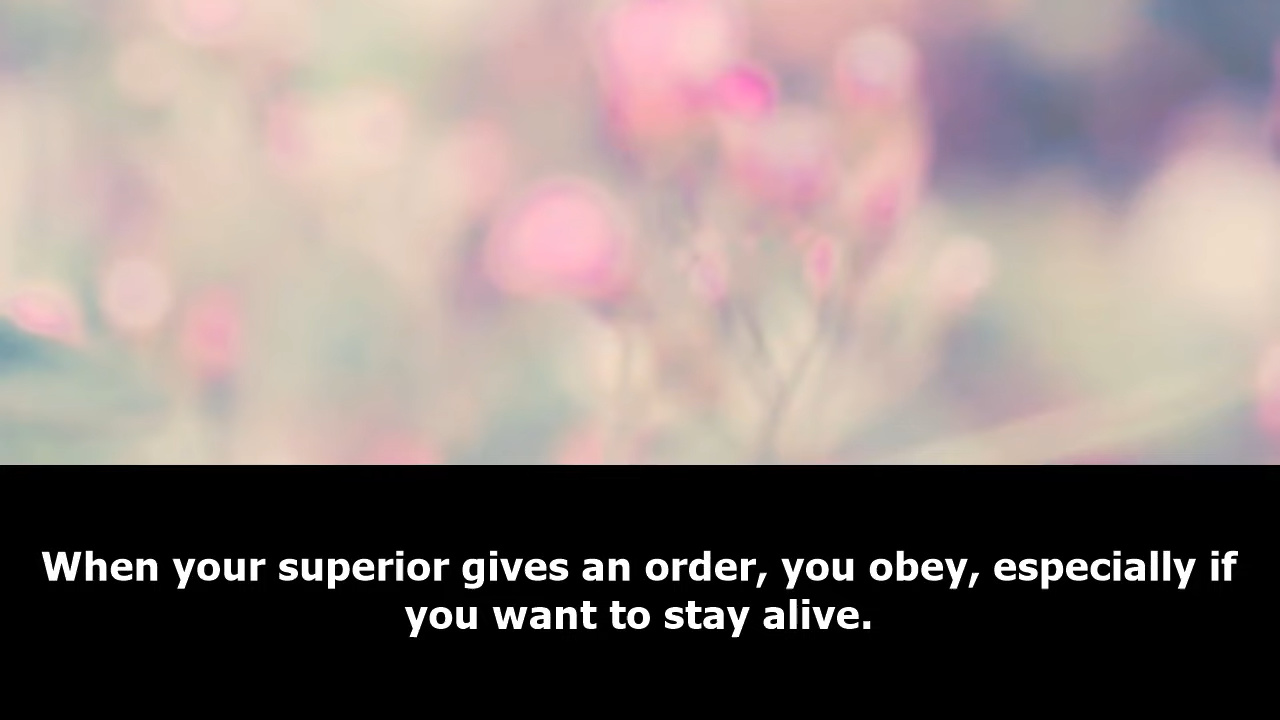 When your superior gives an order, you obey, especially if
you want to stay alive.